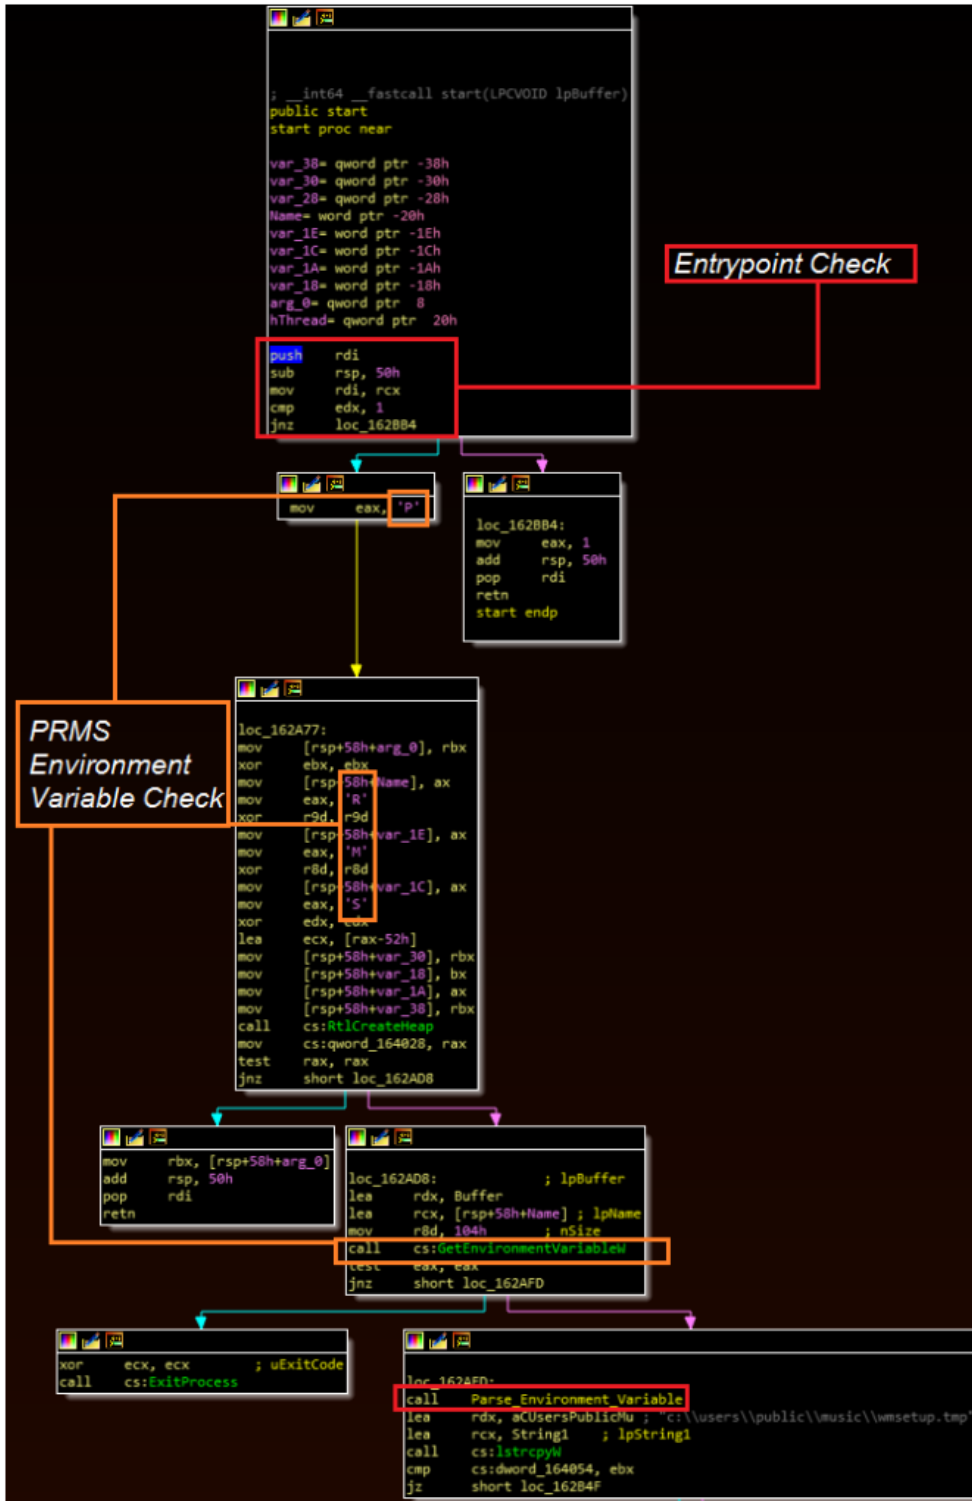 ; __int64 __fastcall start(LPCVOID lpBuffer)
public start
start proc near
var_38= qword ptr -38h
var_30= qword ptr -30h
var_28= qword ptr -28h
Name= word ptr -20h
var_1E= word ptr -1Eh
var_1C= word ptr -1Ch
var_1A= word ptr -1Ah
var_18= word ptr -18h
arg_0= qword ptr  8
hThread= qword ptr  20h
Entrypoint Check
push rdi
sub rsp, 50h
mov rdi, rcx
cmp edx, 1
jnz loc_162BB4
mov eax, 'P'
loc_162BB4:
mov eax, 1
add rsp, 50h
pop rdi
retn
start endp
PRMS
Environment
Variable Check
loc_162A77:
mov [rsp+58h+arg_0], rbx
xor ebx, ebx
mov [rsp+58h+Name], ax
mov eax, 'R'
xor r9d, r9d
mov [rsp+58h+var_1E], ax
mov eax, 'M'
xor r8d, r8d
mov [rsp+58h+var_1C], ax
mov eax, 'S'
xor edx, edx
lea ecx, [rax-52h]
mov [rsp+58h+var_30], rbx
mov [rsp+58h+var_18], bx
mov [rsp+58h+var_1A], ax
mov [rsp+58h+var_38], rbx
call cs:RtlCreateHeap
mov cs:qword_164028, rax
test rax, rax
jnz short loc_162AD8
mov rbx, [rsp+58h+arg_0]
add rsp, 50h
pop rdi
retn
loc_162AD8: ; lpBuffer
lea rdx, Buffer
lea rcx, [rsp+58h+Name] ; lpName
mov r8d, 104h ; nSize
call cs:GetEnvironmentVariableW
test eax, eax
jnz short loc_162AFD
xor ecx, ecx ; uExitCode
call cs:ExitProcess
loc_162AFD:
call Parse_Environment_Variable
lea rdx, aCUsersPublicMu ; "c:\\users\\public\\music\\wmsetup.tmp"
lea rcx, String1 ; lpString1
call cs:lstrcpyW
cmp cs:dword_164054, ebx
jz short loc_162B4F